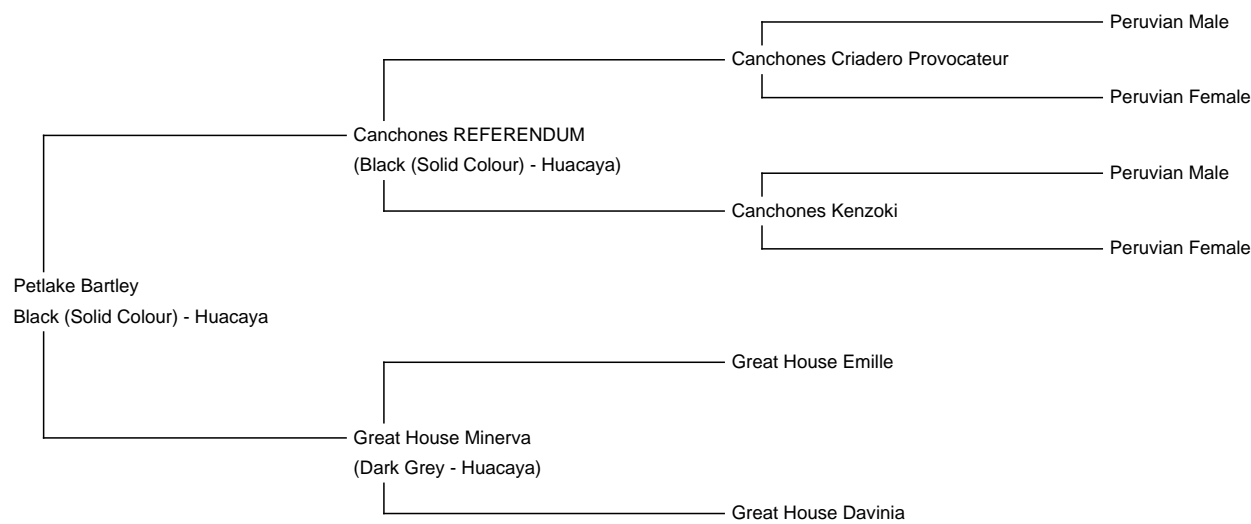 Peruvian Male
Canchones Criadero Provocateur
Peruvian Female
Canchones REFERENDUM
(Black (Solid Colour) - Huacaya)
Peruvian Male
Canchones Kenzoki
Peruvian Female
Petlake Bartley
Black (Solid Colour) - Huacaya
Great House Emille
Great House Minerva
(Dark Grey - Huacaya)
Great House Davinia